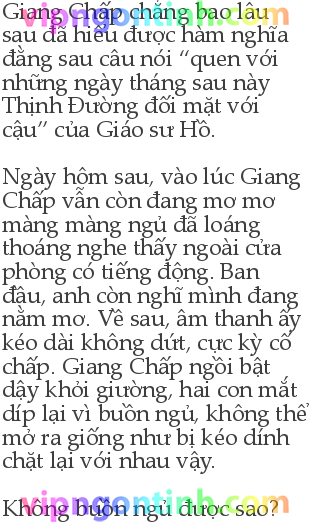 Giang Chấp chẳng bao lâu
sau đã hiểu được hàm nghĩa
đằng sau câu nói “quen với
những ngày tháng sau này
Thịnh Đường đối mặt với
cậu” của Giáo sư Hồ.
Ngày hôm sau, vào lúc Giang
Chấp vẫn còn đang mơ mơ
màng màng ngủ đã loáng
thoáng nghe thấy ngoài cửa
phòng có tiếng động. Ban
đầu, anh còn nghĩ mình đang
nằm mơ. Về sau, âm thanh ấy
kéo dài không dứt, cực kỳ cố
chấp. Giang Chấp ngồi bật
dậy khỏi giường, hai con mắt
díp lại vì buồn ngủ, không thể
mở ra giống như bị kéo dính
chặt lại với nhau vậy.
Không buồn ngủ được sao?
vipngontinh.com
vipngontinh.com